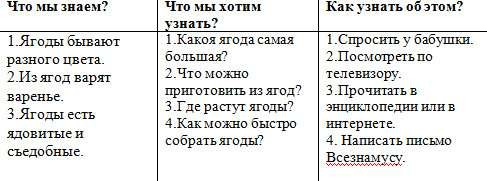 Что мы знаем?
1.Ягоды бывают
разного цвета.
2.Из ягод варят
варенье.
3.Ягоды есть
ядовитые и
съедобные.
Что мы хотим
узнать?
1.Какоя ягода самая
большая?
2.Что можно
приготовить из ягод?
3.Где растут ягоды?
4.Как можно быстро
собрать ягоды?
Как узнать об этом?
1.Спросить у бабушки.
2.Посмотреть по
телевизору.
3.Прочитать в
энциклопедии или в
интернете.
4. Написать письмо
Всезнамусу.